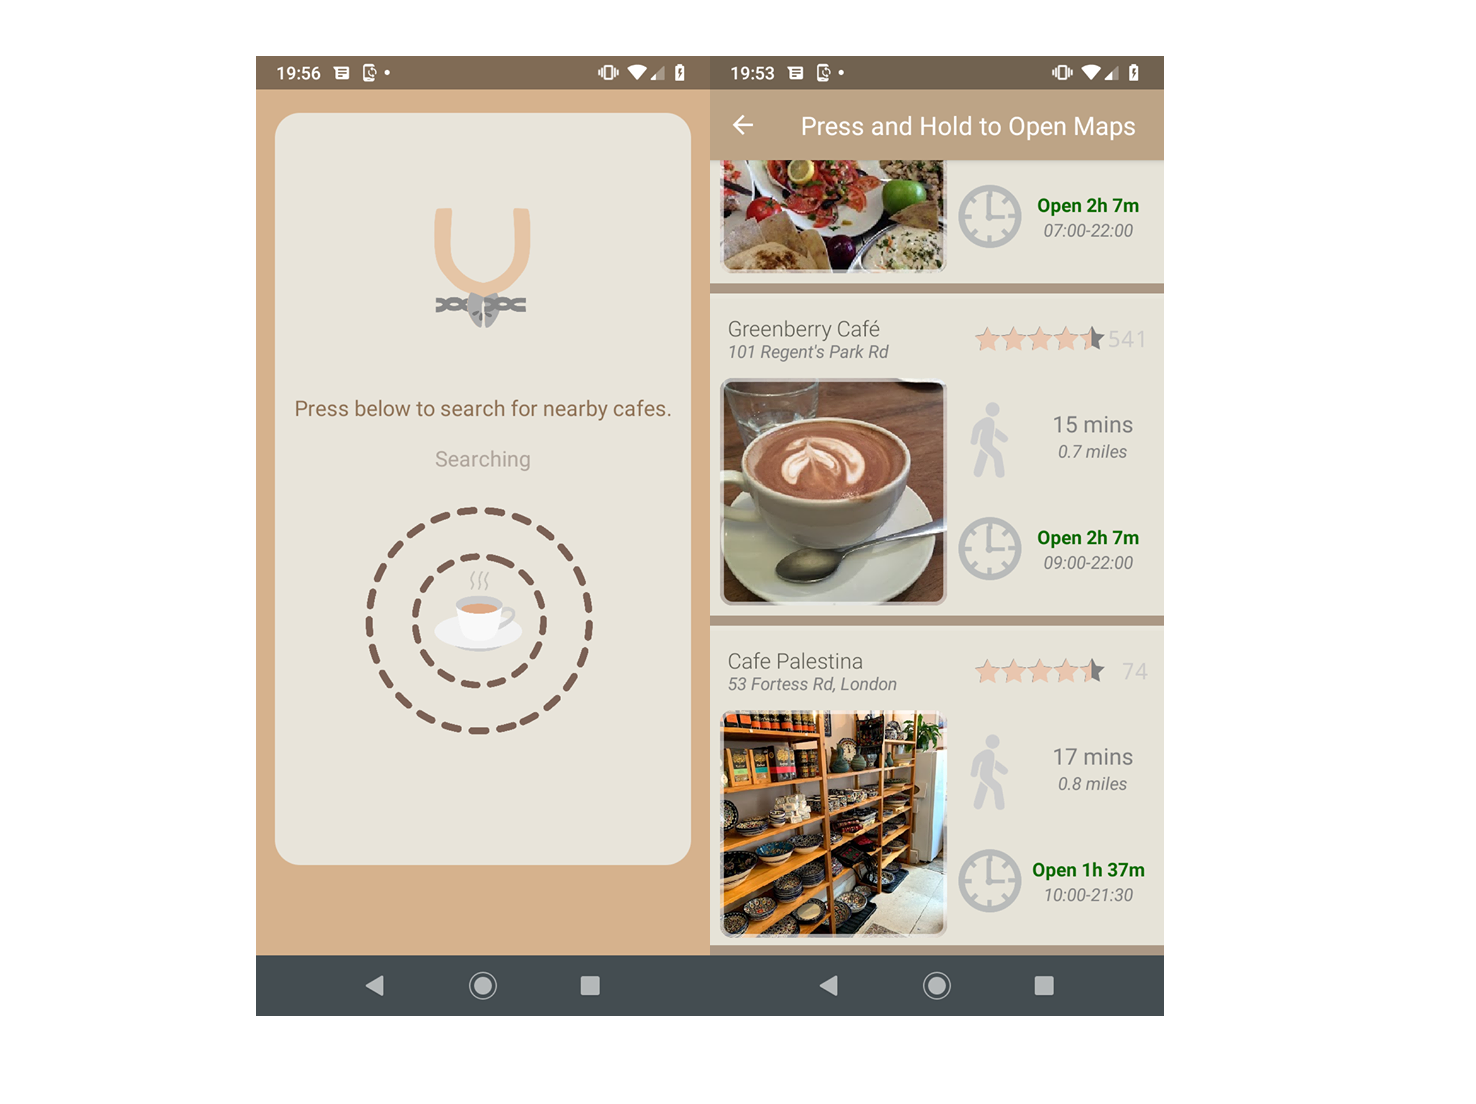 19:56
Press below to search for nearby cafes.
Searching
19:53
Press and Hold to Open Maps
Open 2h 7m
07:00-22:00
Greenberry Café
101 Regent's Park Rd
541
15 mins
0.7 miles
Open 2h 7m
09:00-22:00
Cafe Palestina
53 Fortess Rd, London
74
17 mins
0.8 miles
Open 1h 37m
10:00-21:30